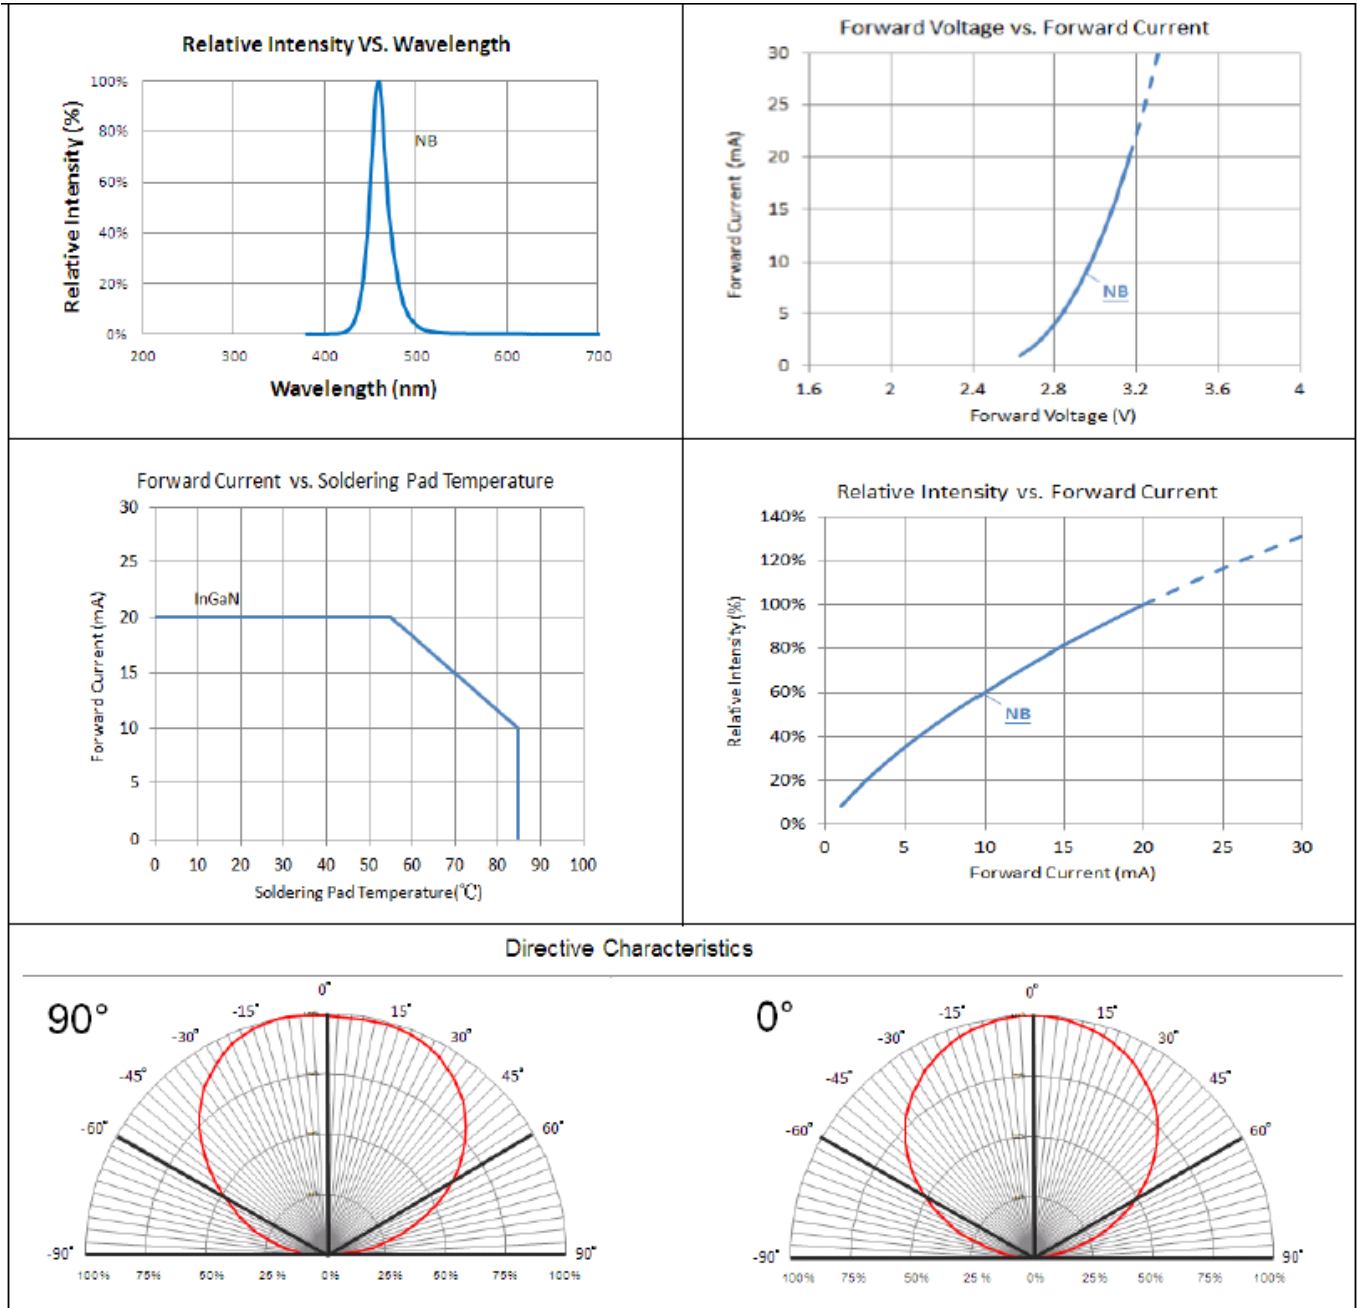 Relative Intensity VS. Wavelength
Relative Intensity (%)
100%
80%
60%
40%
20%
0%
NB
200 300 400 500 600 700
Wavelength (nm)
Forward Voltage vs. Forward Current
Forward Current (mA)
30
25
20
15
10
5
0
NB
1.6 2 2.4 2.8 3.2 3.6 4
Forward Voltage (V)
Forward Current vs. Soldering Pad Temperature
Forward Current (mA)
30
25
20
15
10
5
0
InGaN
0 10 20 30 40 50 60 70 80 90 100
Soldering Pad Temperature(℃)
Relative Intensity vs. Forward Current
Relative Intensity (%)
140%
120%
100%
80%
60%
40%
20%
0%
NB
0 5 10 15 20 25 30
Forward Current (mA)
Directive Characteristics
90°
0°
-15° 15°
-30° 30°
-45° 45°
-60° 60°
-90° 90°
100% 75% 50% 25% 0% 25% 50% 75% 100%
0°
0°
-15° 15°
-30° 30°
-45° 45°
-60° 60°
-90° 90°
100% 75% 50% 25% 0% 25% 50% 75% 100%